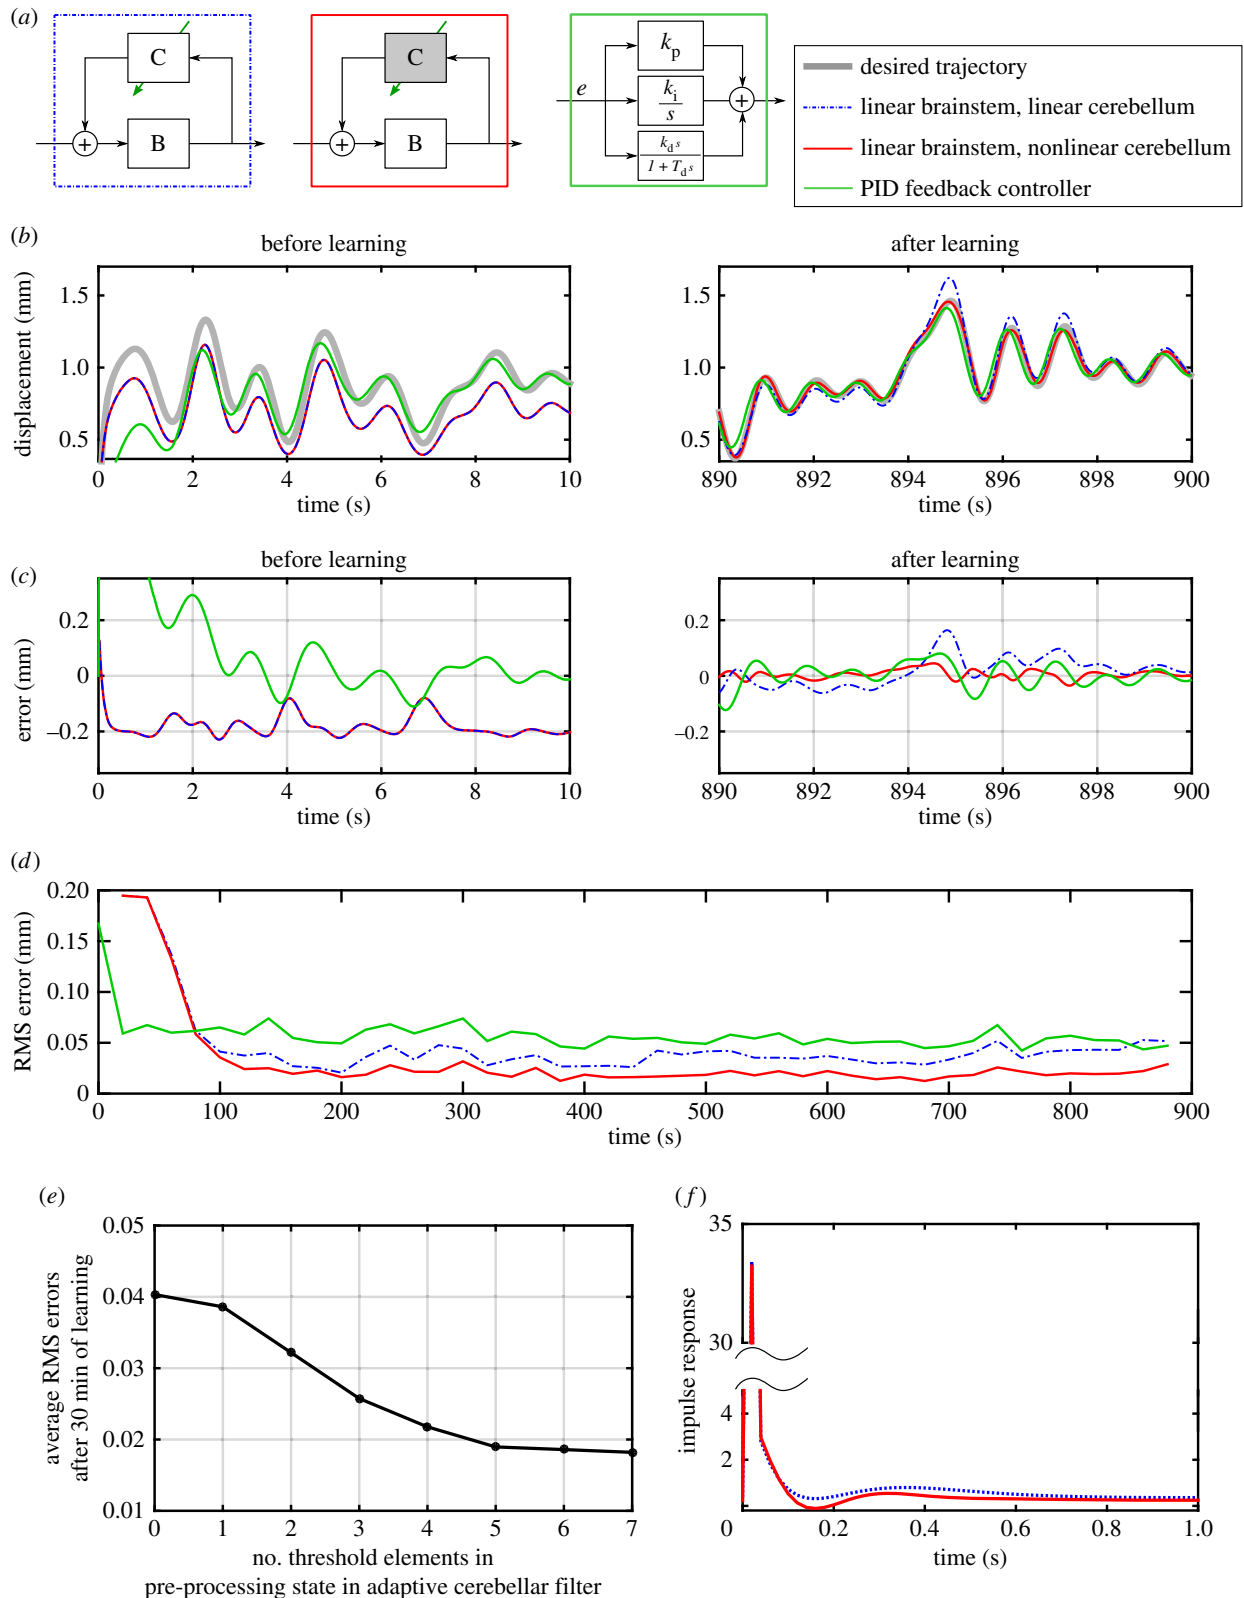 (a)
C
+
B
C
+
B
e
k_p
k_i
s
k_d s
1 + T_d s
+
desired trajectory
linear brainstem, linear cerebellum
linear brainstem, nonlinear cerebellum
PID feedback controller
(b)
before learning
displacement (mm)
1.5
1.0
0.5
0 2 4 6 8 10
time (s)
after learning
1.5
1.0
0.5
890 892 894 896 898 900
time (s)
(c)
before learning
error (mm)
0.2
0
−0.2
0 2 4 6 8 10
time (s)
after learning
0.2
0
−0.2
890 892 894 896 898 900
time (s)
(d)
RMS error (mm)
0.20
0.15
0.10
0.05
0
0 100 200 300 400 500 600 700 800 900
time (s)
(e)
average RMS errors
after 30 min of learning
0.05
0.04
0.03
0.02
0.01
0 1 2 3 4 5 6 7
no. threshold elements in
pre-processing state in adaptive cerebellar filter
(f)
impulse response
35
30
4
2
0 0.2 0.4 0.6 0.8 1.0
time (s)